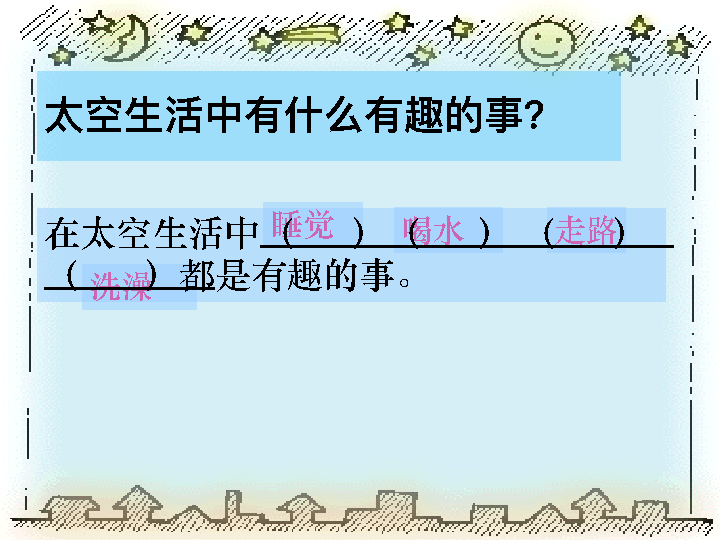 太空生活中有什么有趣的事?
在太空生活中（睡觉）（喝水）（走路）
（洗澡）都是有趣的事。